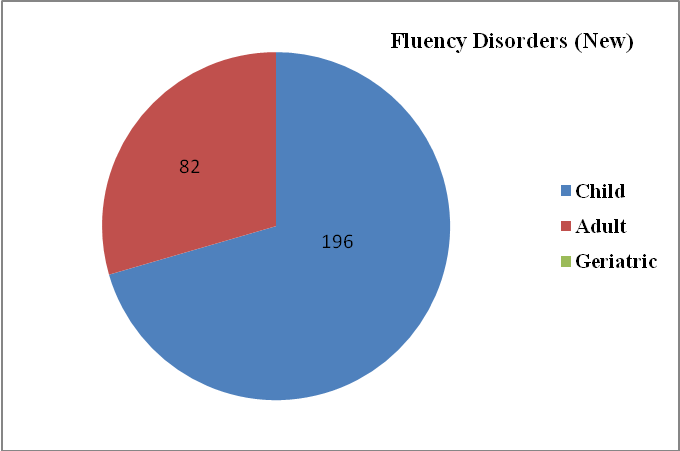 Fluency Disorders (New)
82
196
Child
Adult
Geriatric